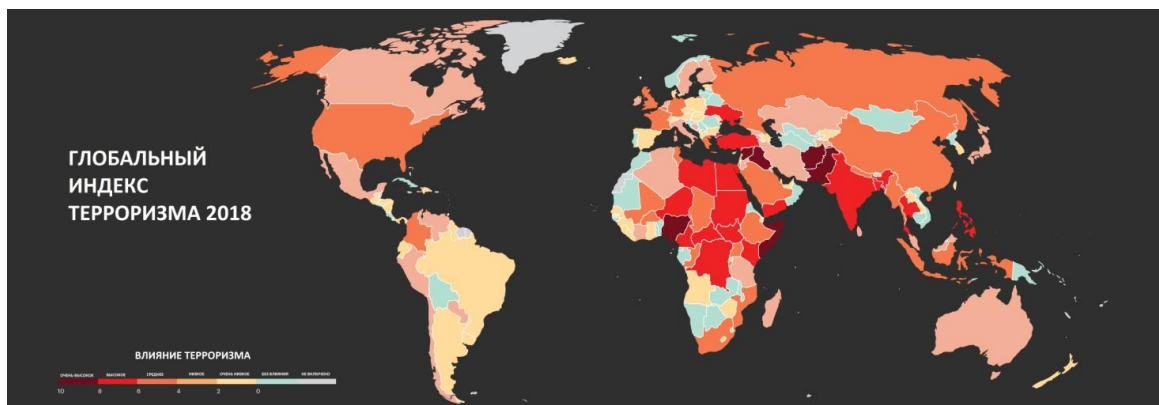 ГЛОБАЛЬНЫЙ
ИНДЕКС
ТЕРРОРИЗМА 2018
ВЛИЯНИЕ ТЕРРОРИЗМА
ОЧЕНЬ ВЫСОКОЕ ВЫСОКОЕ СРЕДНЕЕ НИЗКОЕ ОЧЕНЬ НИЗКОЕ БЕЗ ВЛИЯНИЯ НЕ ВКЛЮЧЕНО
10 8 6 4 2 0